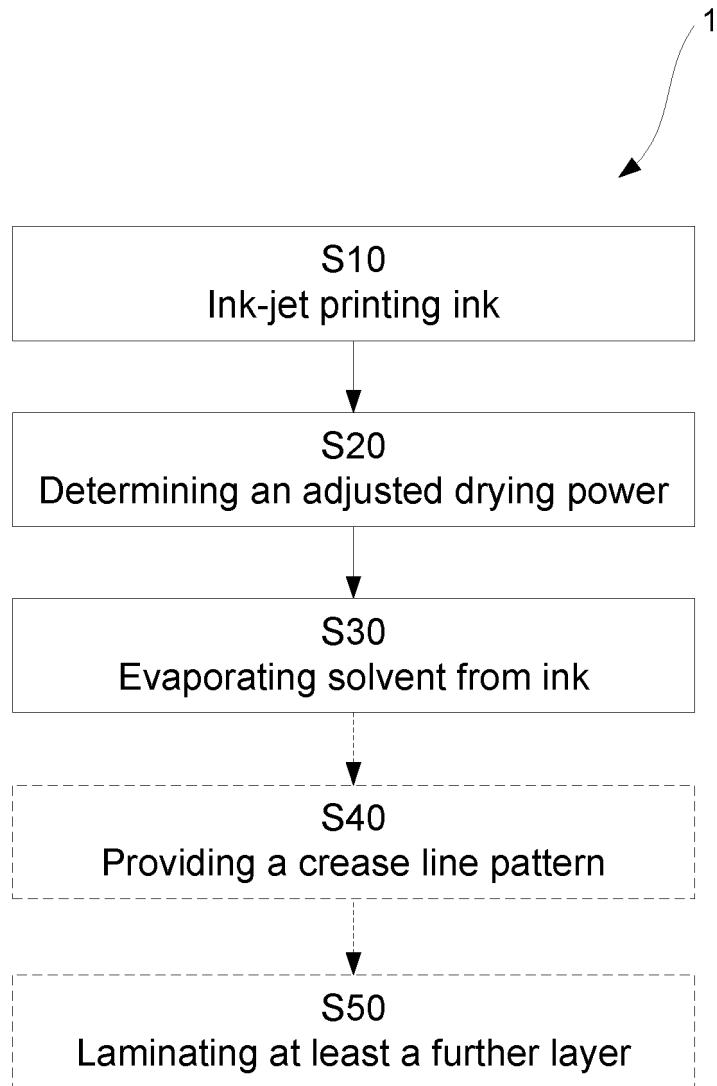 1
S10
Ink-jet printing ink
S20
Determining an adjusted drying power
S30
Evaporating solvent from ink
S40
Providing a crease line pattern
S50
Laminating at least a further layer